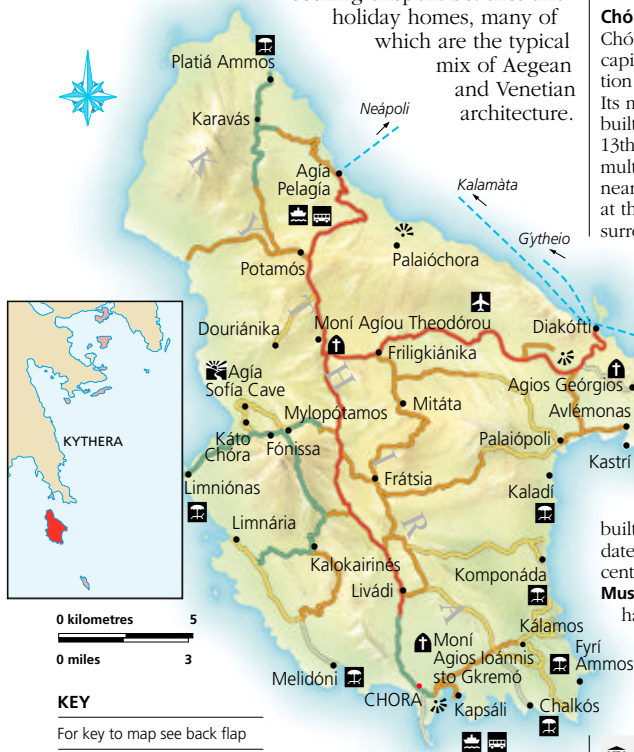 holiday homes, many of
which are the typical
mix of Aegean
and Venetian
architecture.
Platiá Ammos
Karavás
Neápoli
Agía
Pelagía
Kalamàta
Gýtheio
Potamós
Palaióchora
Douriánika
Moní Agíou Theodórou
Diakófti
Friligkiánika
Agía
Sofía Cave
Agios Geórgios
Mitáta
Avlémonas
Mylopótamos
Káto
Chóra
Fónissa
Palaiópoli
Kastrí
Limniónas
Frátsia
Kaladí
Limnária
Kalokairinés
Komponáda
Livádi
Kálamos
Moní
Agios Ioánnis
sto Gkremó
Fyrí
Ammos
Melidóni
CHORA
Kapsáli
Chalkós
K Y T H I R A
KYTHERA
0 kilometres 5
0 miles 3
KEY
For key to map see back flap
Chó
Chó
capi
tion
Its n
built
13th
mult
near
at th
surre
built
date
cent
Mus
ha